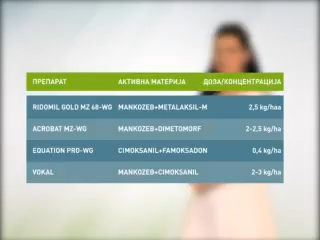 ПРЕПАРАТ АКТИВНА МАТЕРИЈА ДОЗА/КОНЦЕНТРАЦИЈА
RIDOMIL GOLD MZ 68-WG MANKOZEB+METALAKSIL-M 2,5 kg/haa
ACROBAT MZ-WG MANKOZEB+DIMETOMORF 2-2,5 kg/ha
EQUATION PRO-WG CIMOKSANIL+FAMOKSADON 0,4 kg/ha
VOKAL MANKOZEB+CIMOKSANIL 2-3 kg/ha